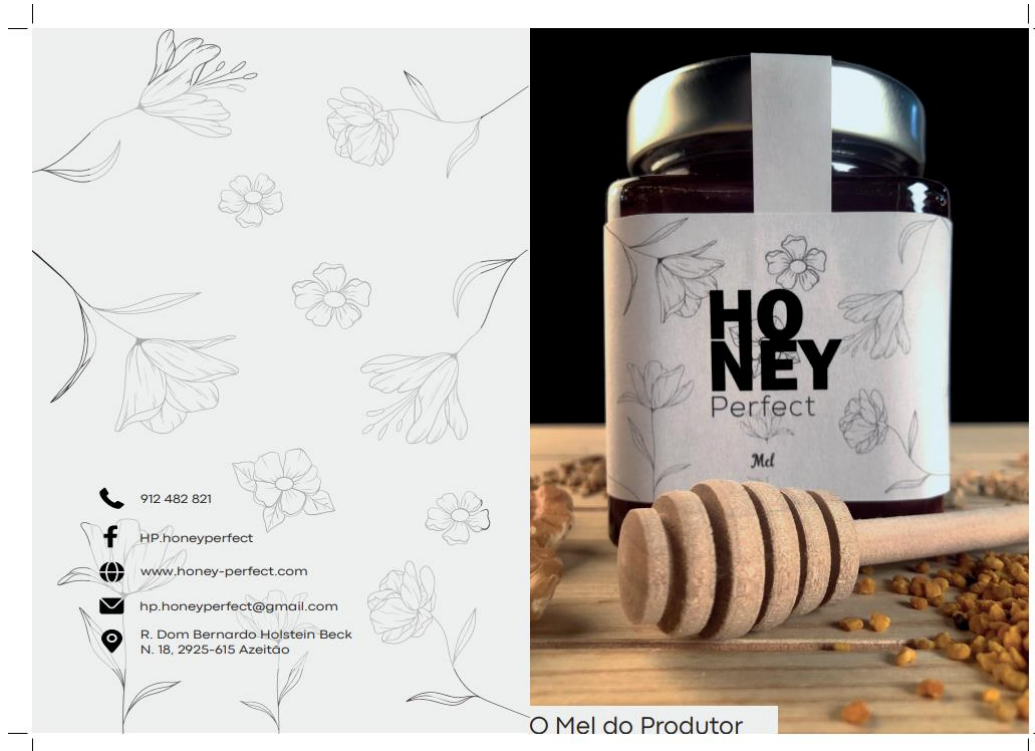 912 482 821
HP.honeyperfect
www.honey-perfect.com
hp.honeyperfect@gmail.com
R. Dom Bernardo Holstein Beck
N. 18, 2925-615 Azeitão
HO
NEY
Perfect
Mel
O Mel do Produtor